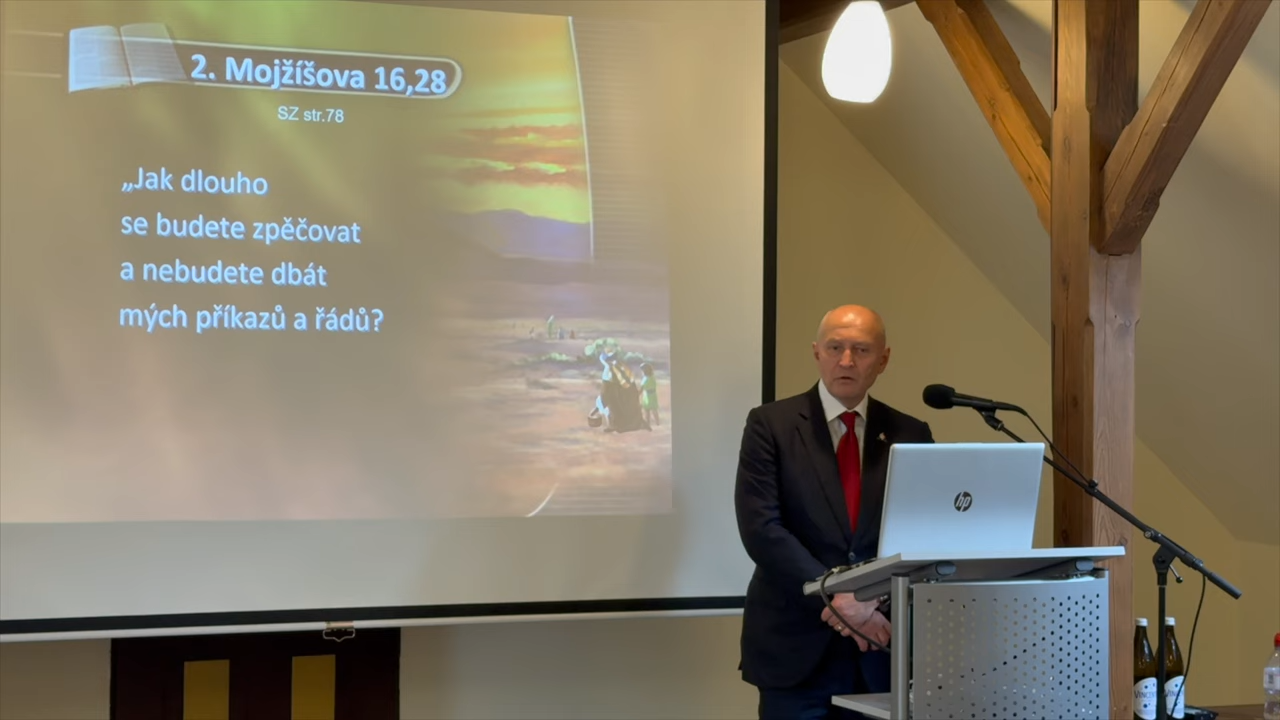 2. Mojžíšova 16,28
SZ str.78
„Jak dlouho
se budete zpěčovat
a nebudete dbát
mých příkazů a řádů?
hp